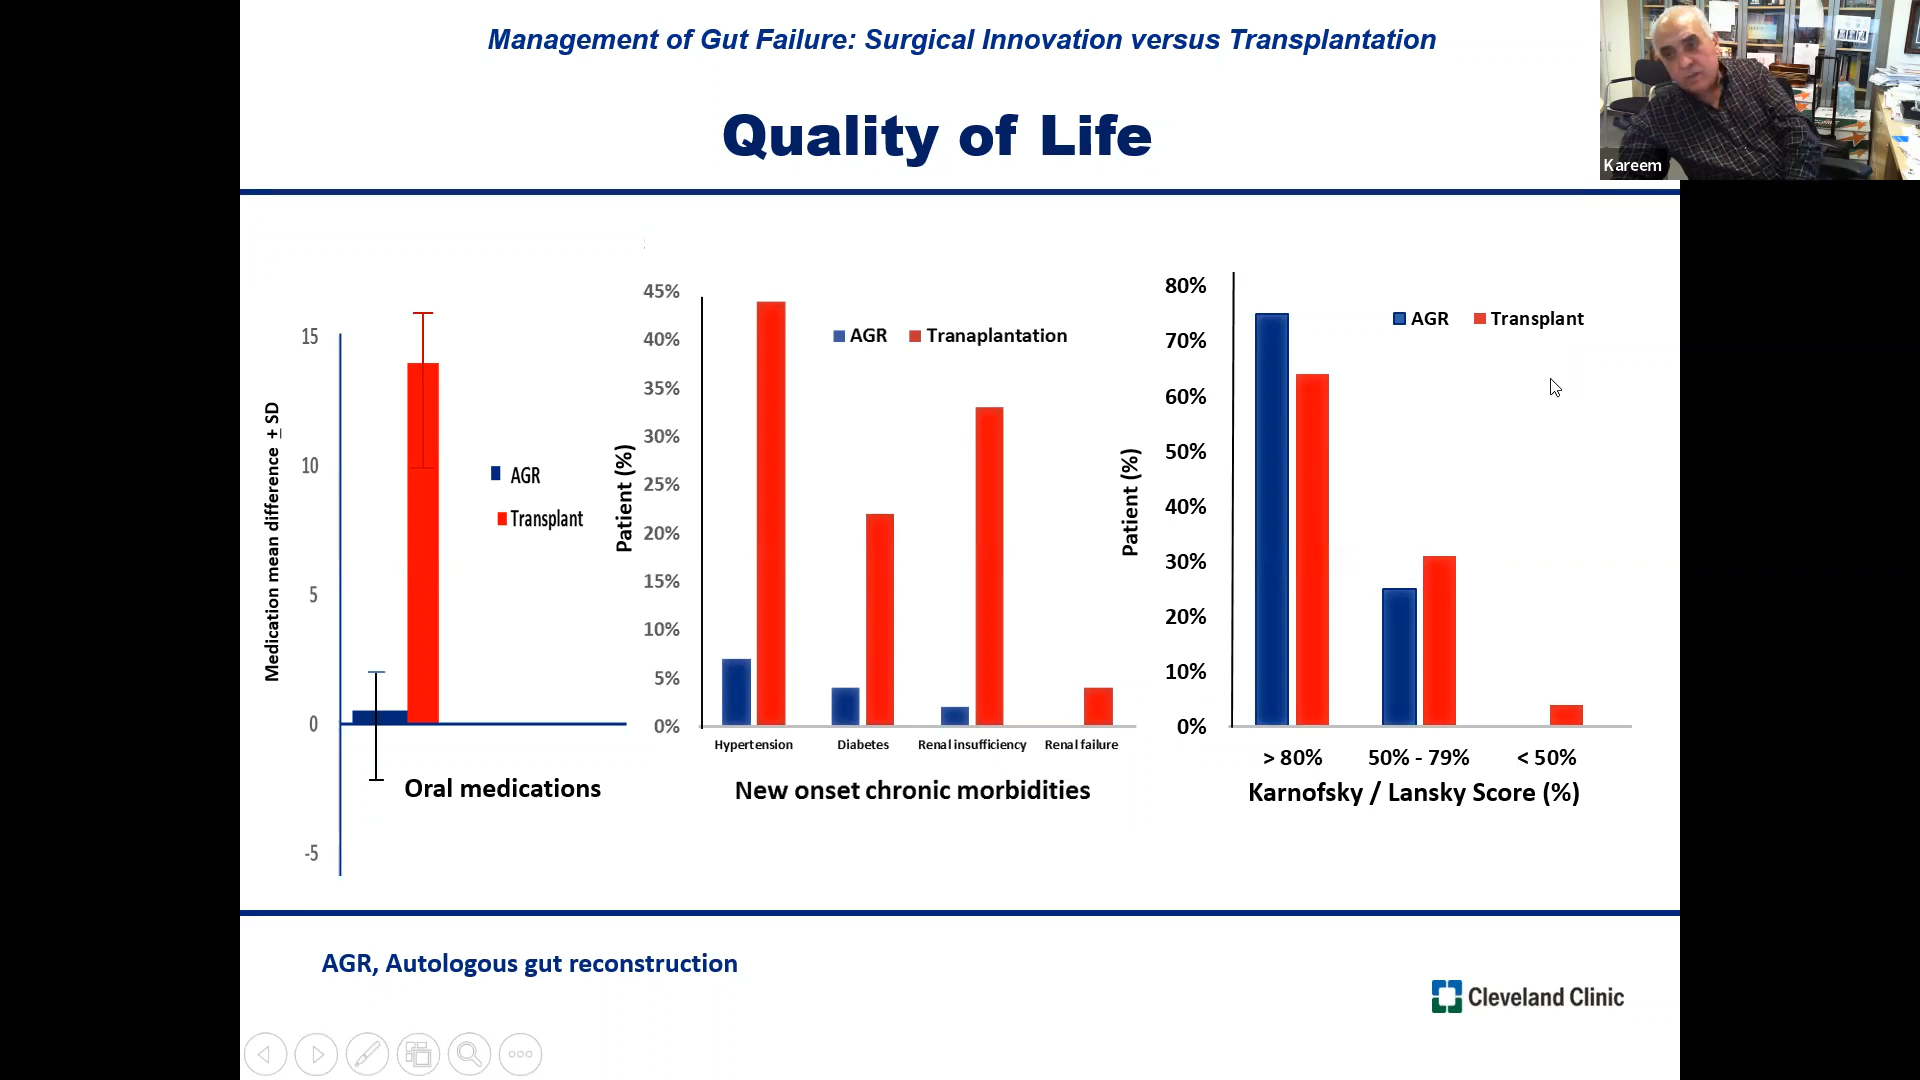 Management of Gut Failure: Surgical Innovation versus Transplantation
Kareem
Quality of Life
Medication mean difference ± SD
15
10
5
0
-5
AGR
Transplant
Oral medications
Patient (%)
45%
40%
35%
30%
25%
20%
15%
10%
5%
0%
AGR Tranaplantation
Hypertension Diabetes Renal insufficiency Renal failure
New onset chronic morbidities
Patient (%)
80%
70%
60%
50%
40%
30%
20%
10%
0%
AGR Transplant
> 80% 50% - 79% < 50%
Karnofsky / Lansky Score (%)
AGR, Autologous gut reconstruction
Cleveland Clinic